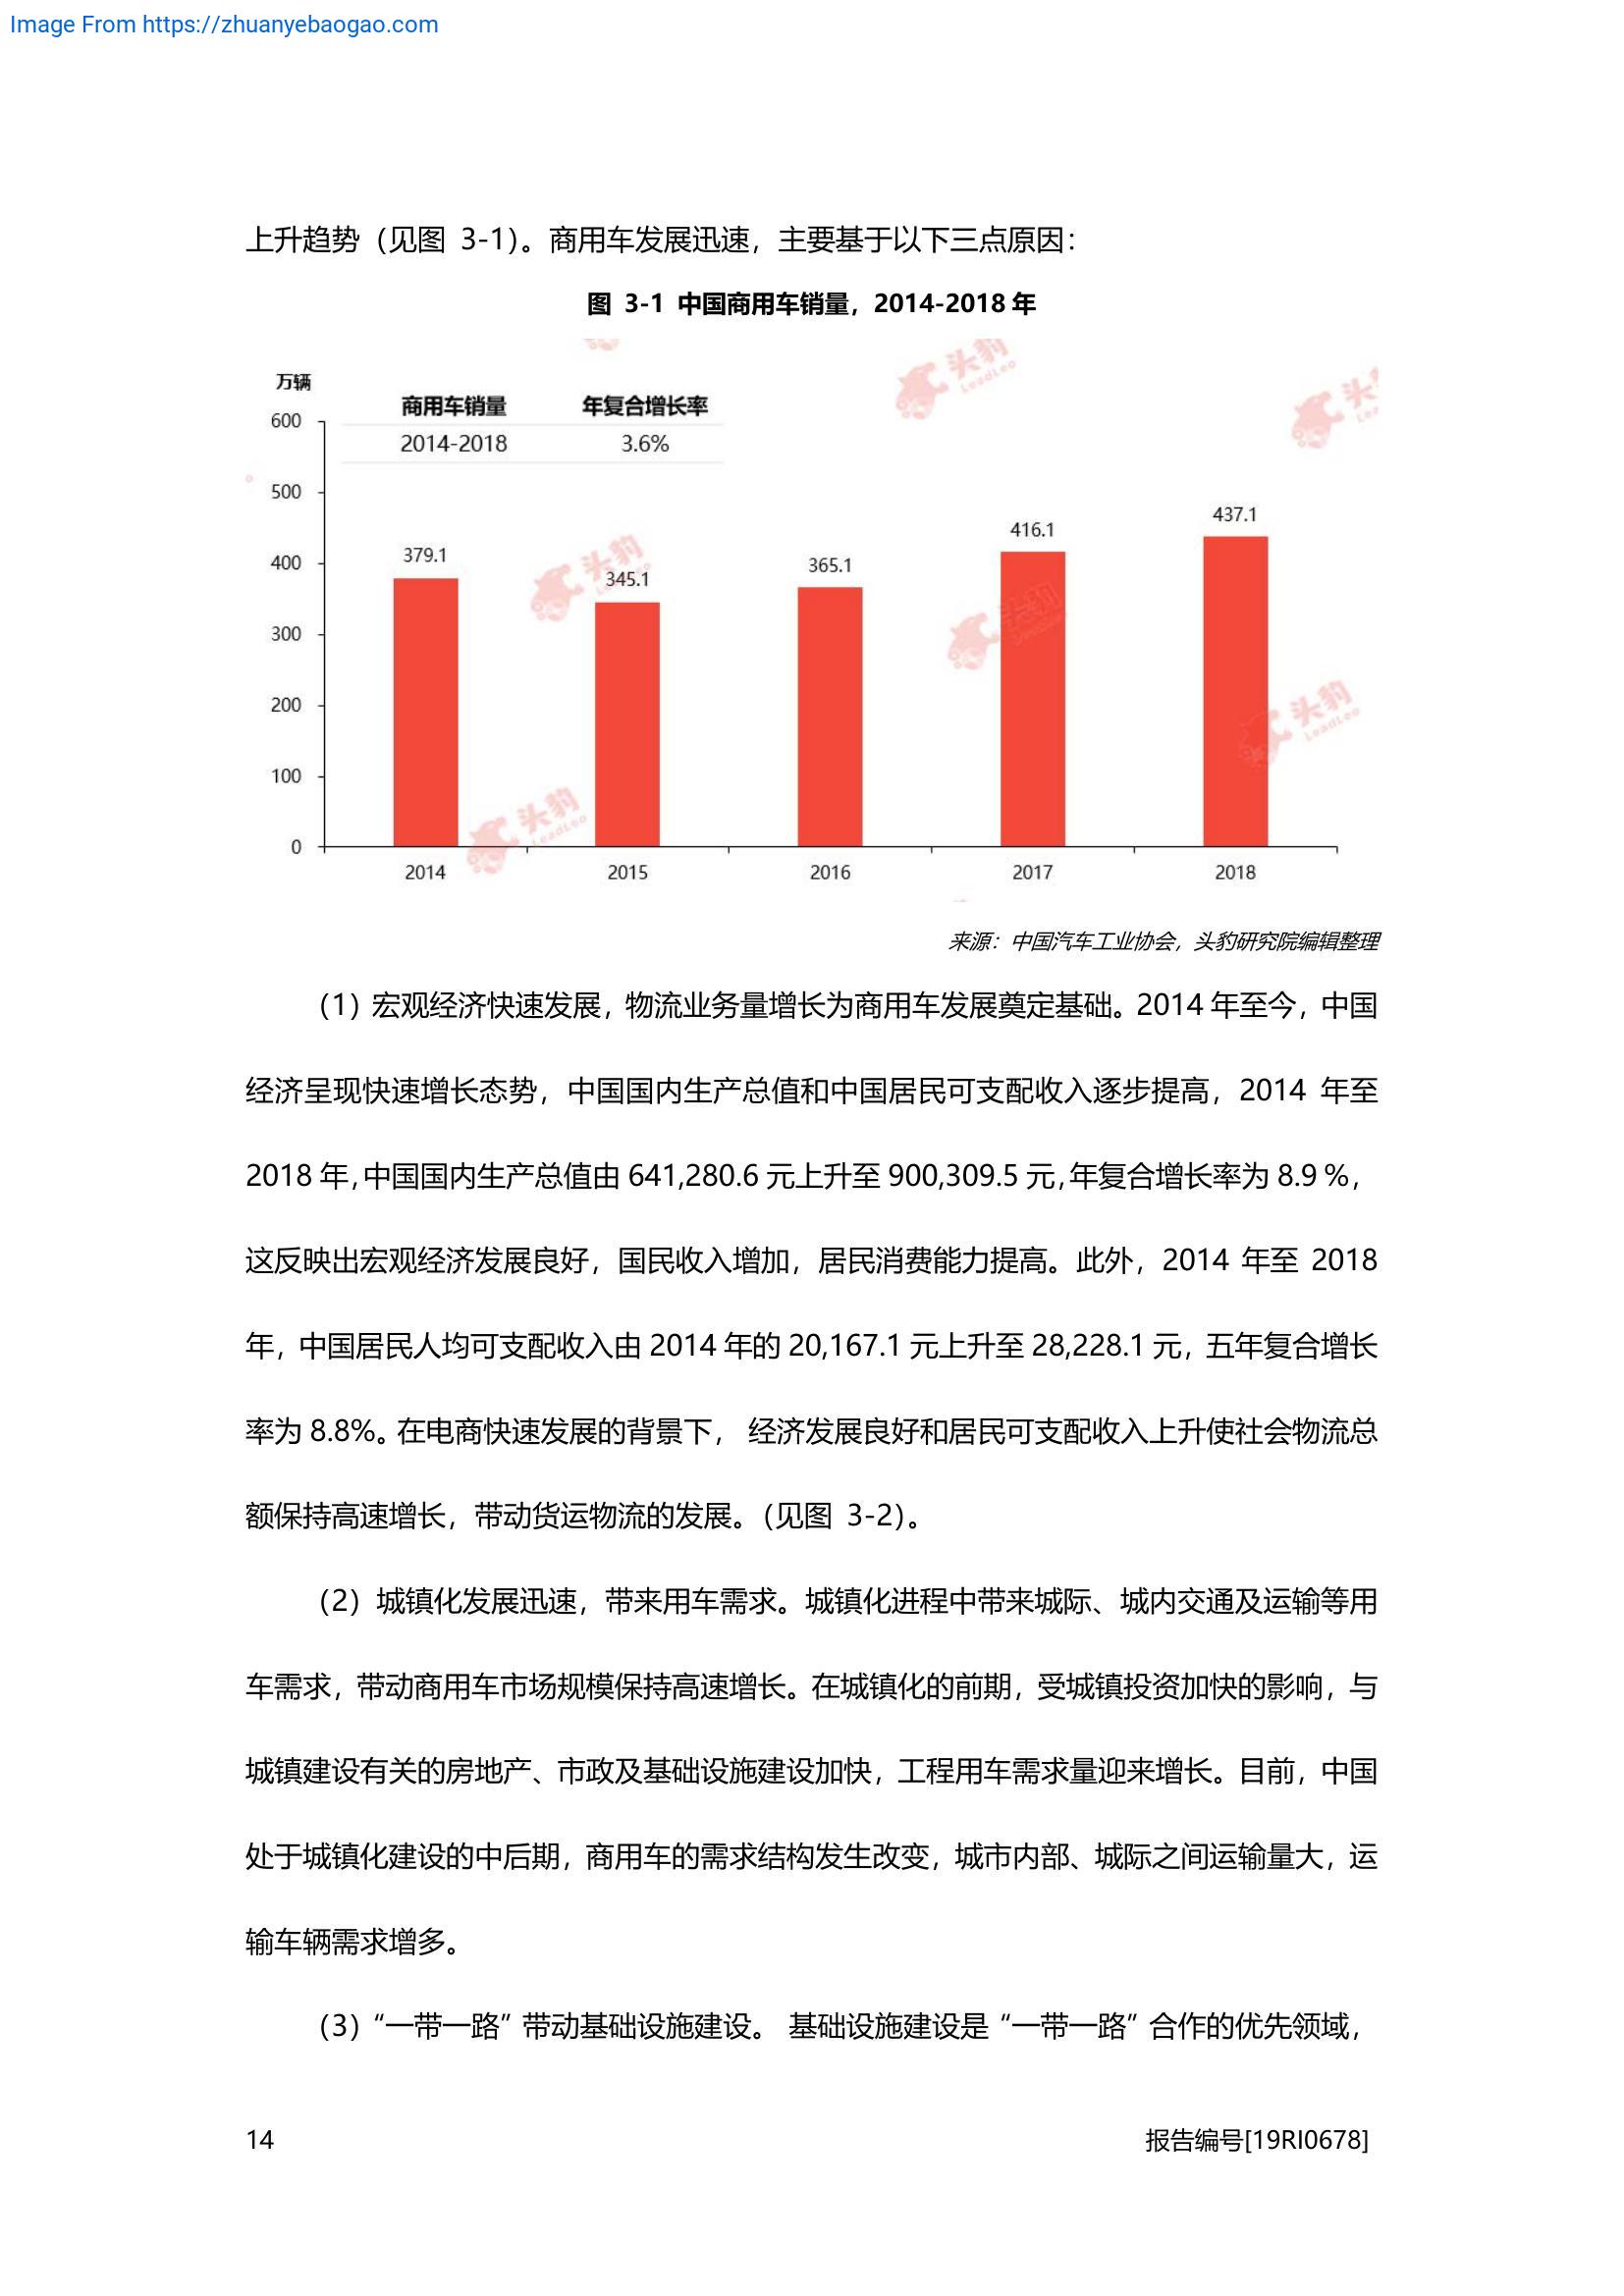 Image From https://zhuanyebaogao.com
上升趋势（见图 3-1）。商用车发展迅速，主要基于以下三点原因：
图 3-1 中国商用车销量，2014-2018 年
万辆
商用车销量 年复合增长率
2014-2018 3.6%
600
500
400
300
200
100
0
379.1
345.1
365.1
416.1
437.1
2014 2015 2016 2017 2018
头豹
LeadLeo
头豹
LeadLeo
头豹
LeadLeo
头豹
LeadLeo
头豹
LeadLeo
来源：中国汽车工业协会，头豹研究院编辑整理
（1）宏观经济快速发展，物流业务量增长为商用车发展奠定基础。2014 年至今，中国
经济呈现快速增长态势，中国国内生产总值和中国居民可支配收入逐步提高，2014 年至
2018 年，中国国内生产总值由 641,280.6 元上升至 900,309.5 元，年复合增长率为 8.9 %，
这反映出宏观经济发展良好，国民收入增加，居民消费能力提高。此外，2014 年至 2018
年，中国居民人均可支配收入由 2014 年的 20,167.1 元上升至 28,228.1 元，五年复合增长
率为 8.8%。在电商快速发展的背景下， 经济发展良好和居民可支配收入上升使社会物流总
额保持高速增长，带动货运物流的发展。（见图 3-2）。
（2）城镇化发展迅速，带来用车需求。城镇化进程中带来城际、城内交通及运输等用
车需求，带动商用车市场规模保持高速增长。在城镇化的前期，受城镇投资加快的影响，与
城镇建设有关的房地产、市政及基础设施建设加快，工程用车需求量迎来增长。目前，中国
处于城镇化建设的中后期，商用车的需求结构发生改变，城市内部、城际之间运输量大，运
输车辆需求增多。
（3）“一带一路”带动基础设施建设。 基础设施建设是“一带一路”合作的优先领域，
14 报告编号[19RI0678]